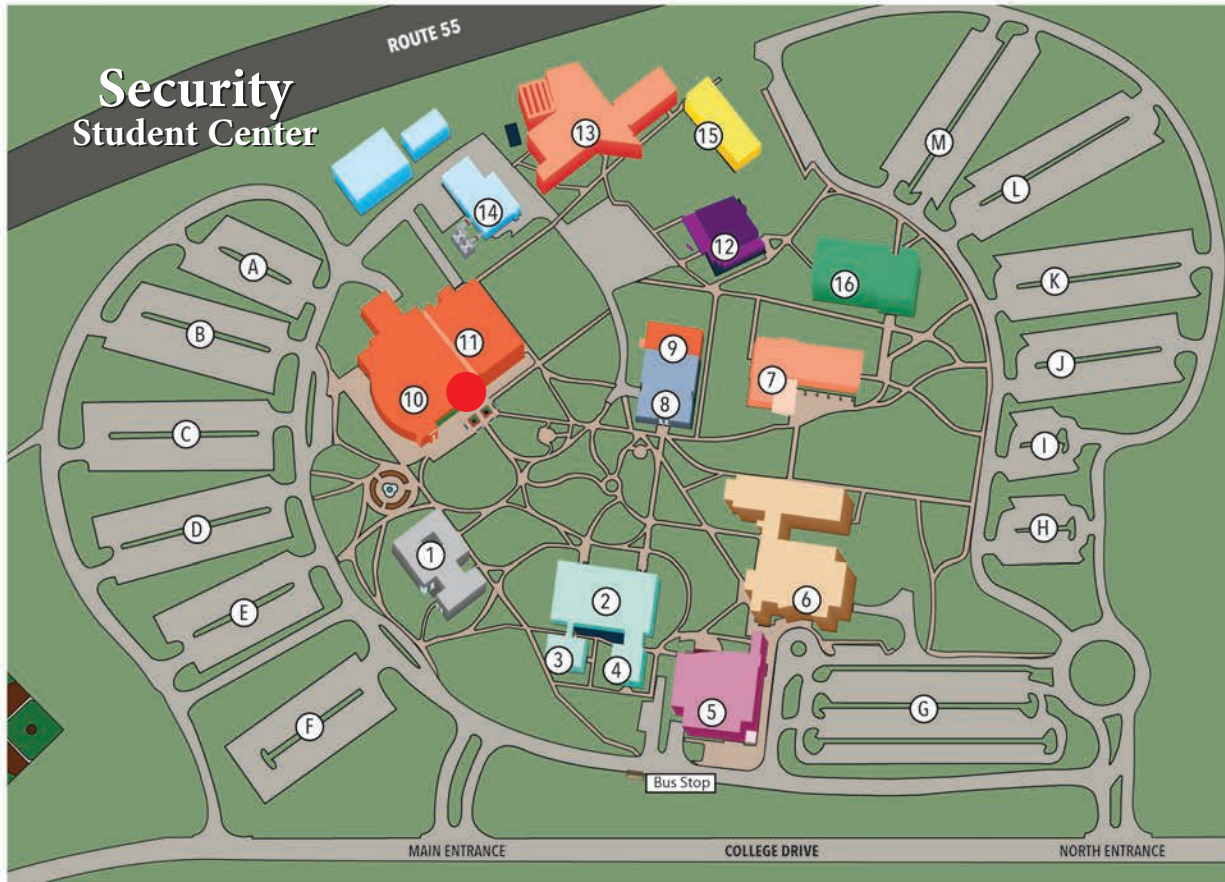 ROUTE 55
Security
Student Center
13
15
M
L
14
12
A
16
K
B
11
9
J
7
10
8
C
I
D
H
1
2
6
E
3
4
5
G
F
Bus Stop
MAIN ENTRANCE
COLLEGE DRIVE
NORTH ENTRANCE